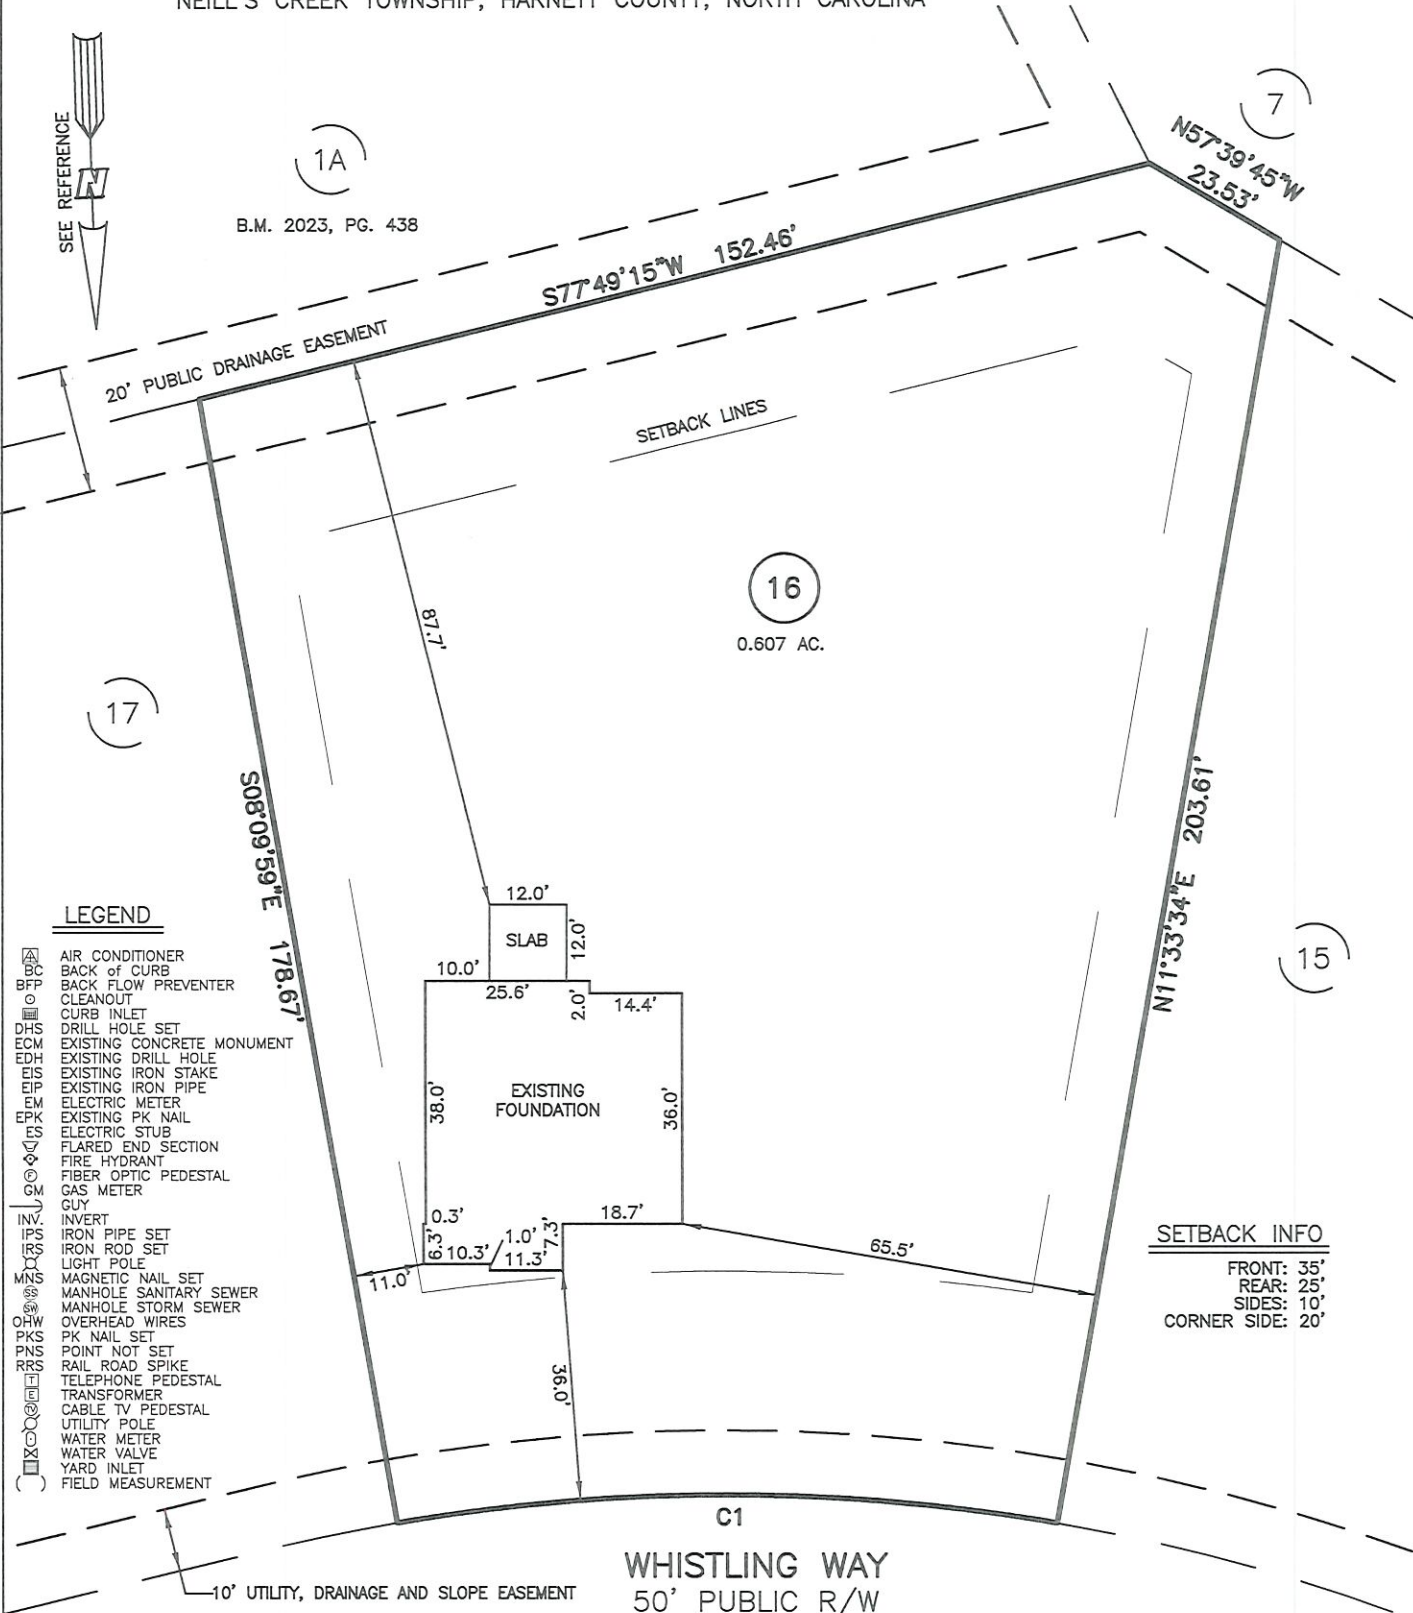 NEILL'S CREEK TOWNSHIP, HARNETT COUNTY, NORTH CAROLINA
SEE REFERENCE
N
1A
B.M. 2023, PG. 438
7
N57°39'45"W
23.53'
S77°49'15"W 152.46'
20' PUBLIC DRAINAGE EASEMENT
SETBACK LINES
16
0.607 AC.
87.7'
17
S08°09'59"E 178.67'
N11°33'34"E 203.61'
15
12.0'
SLAB
12.0'
10.0'
25.6'
2.0'
14.4'
EXISTING
FOUNDATION
38.0'
36.0'
0.3'
6.3'
10.3'
1.0'
11.3'
7.3'
18.7'
11.0'
65.5'
36.0'
LEGEND
A AIR CONDITIONER
BC BACK of CURB
BFP BACK FLOW PREVENTER
CLEANOUT
CURB INLET
DHS DRILL HOLE SET
ECM EXISTING CONCRETE MONUMENT
EDH EXISTING DRILL HOLE
EIS EXISTING IRON STAKE
EIP EXISTING IRON PIPE
EM ELECTRIC METER
EPK EXISTING PK NAIL
ES ELECTRIC STUB
FLARED END SECTION
FIRE HYDRANT
F FIBER OPTIC PEDESTAL
GM GAS METER
GUY
INV. INVERT
IPS IRON PIPE SET
IRS IRON ROD SET
LIGHT POLE
MNS MAGNETIC NAIL SET
SS MANHOLE SANITARY SEWER
SW MANHOLE STORM SEWER
OHW OVERHEAD WIRES
PKS PK NAIL SET
PNS POINT NOT SET
RRS RAIL ROAD SPIKE
T TELEPHONE PEDESTAL
E TRANSFORMER
TV CABLE TV PEDESTAL
UTILITY POLE
WATER METER
WATER VALVE
YARD INLET
( ) FIELD MEASUREMENT
SETBACK INFO
FRONT: 35'
REAR: 25'
SIDES: 10'
CORNER SIDE: 20'
C1
WHISTLING WAY
50' PUBLIC R/W
10' UTILITY, DRAINAGE AND SLOPE EASEMENT